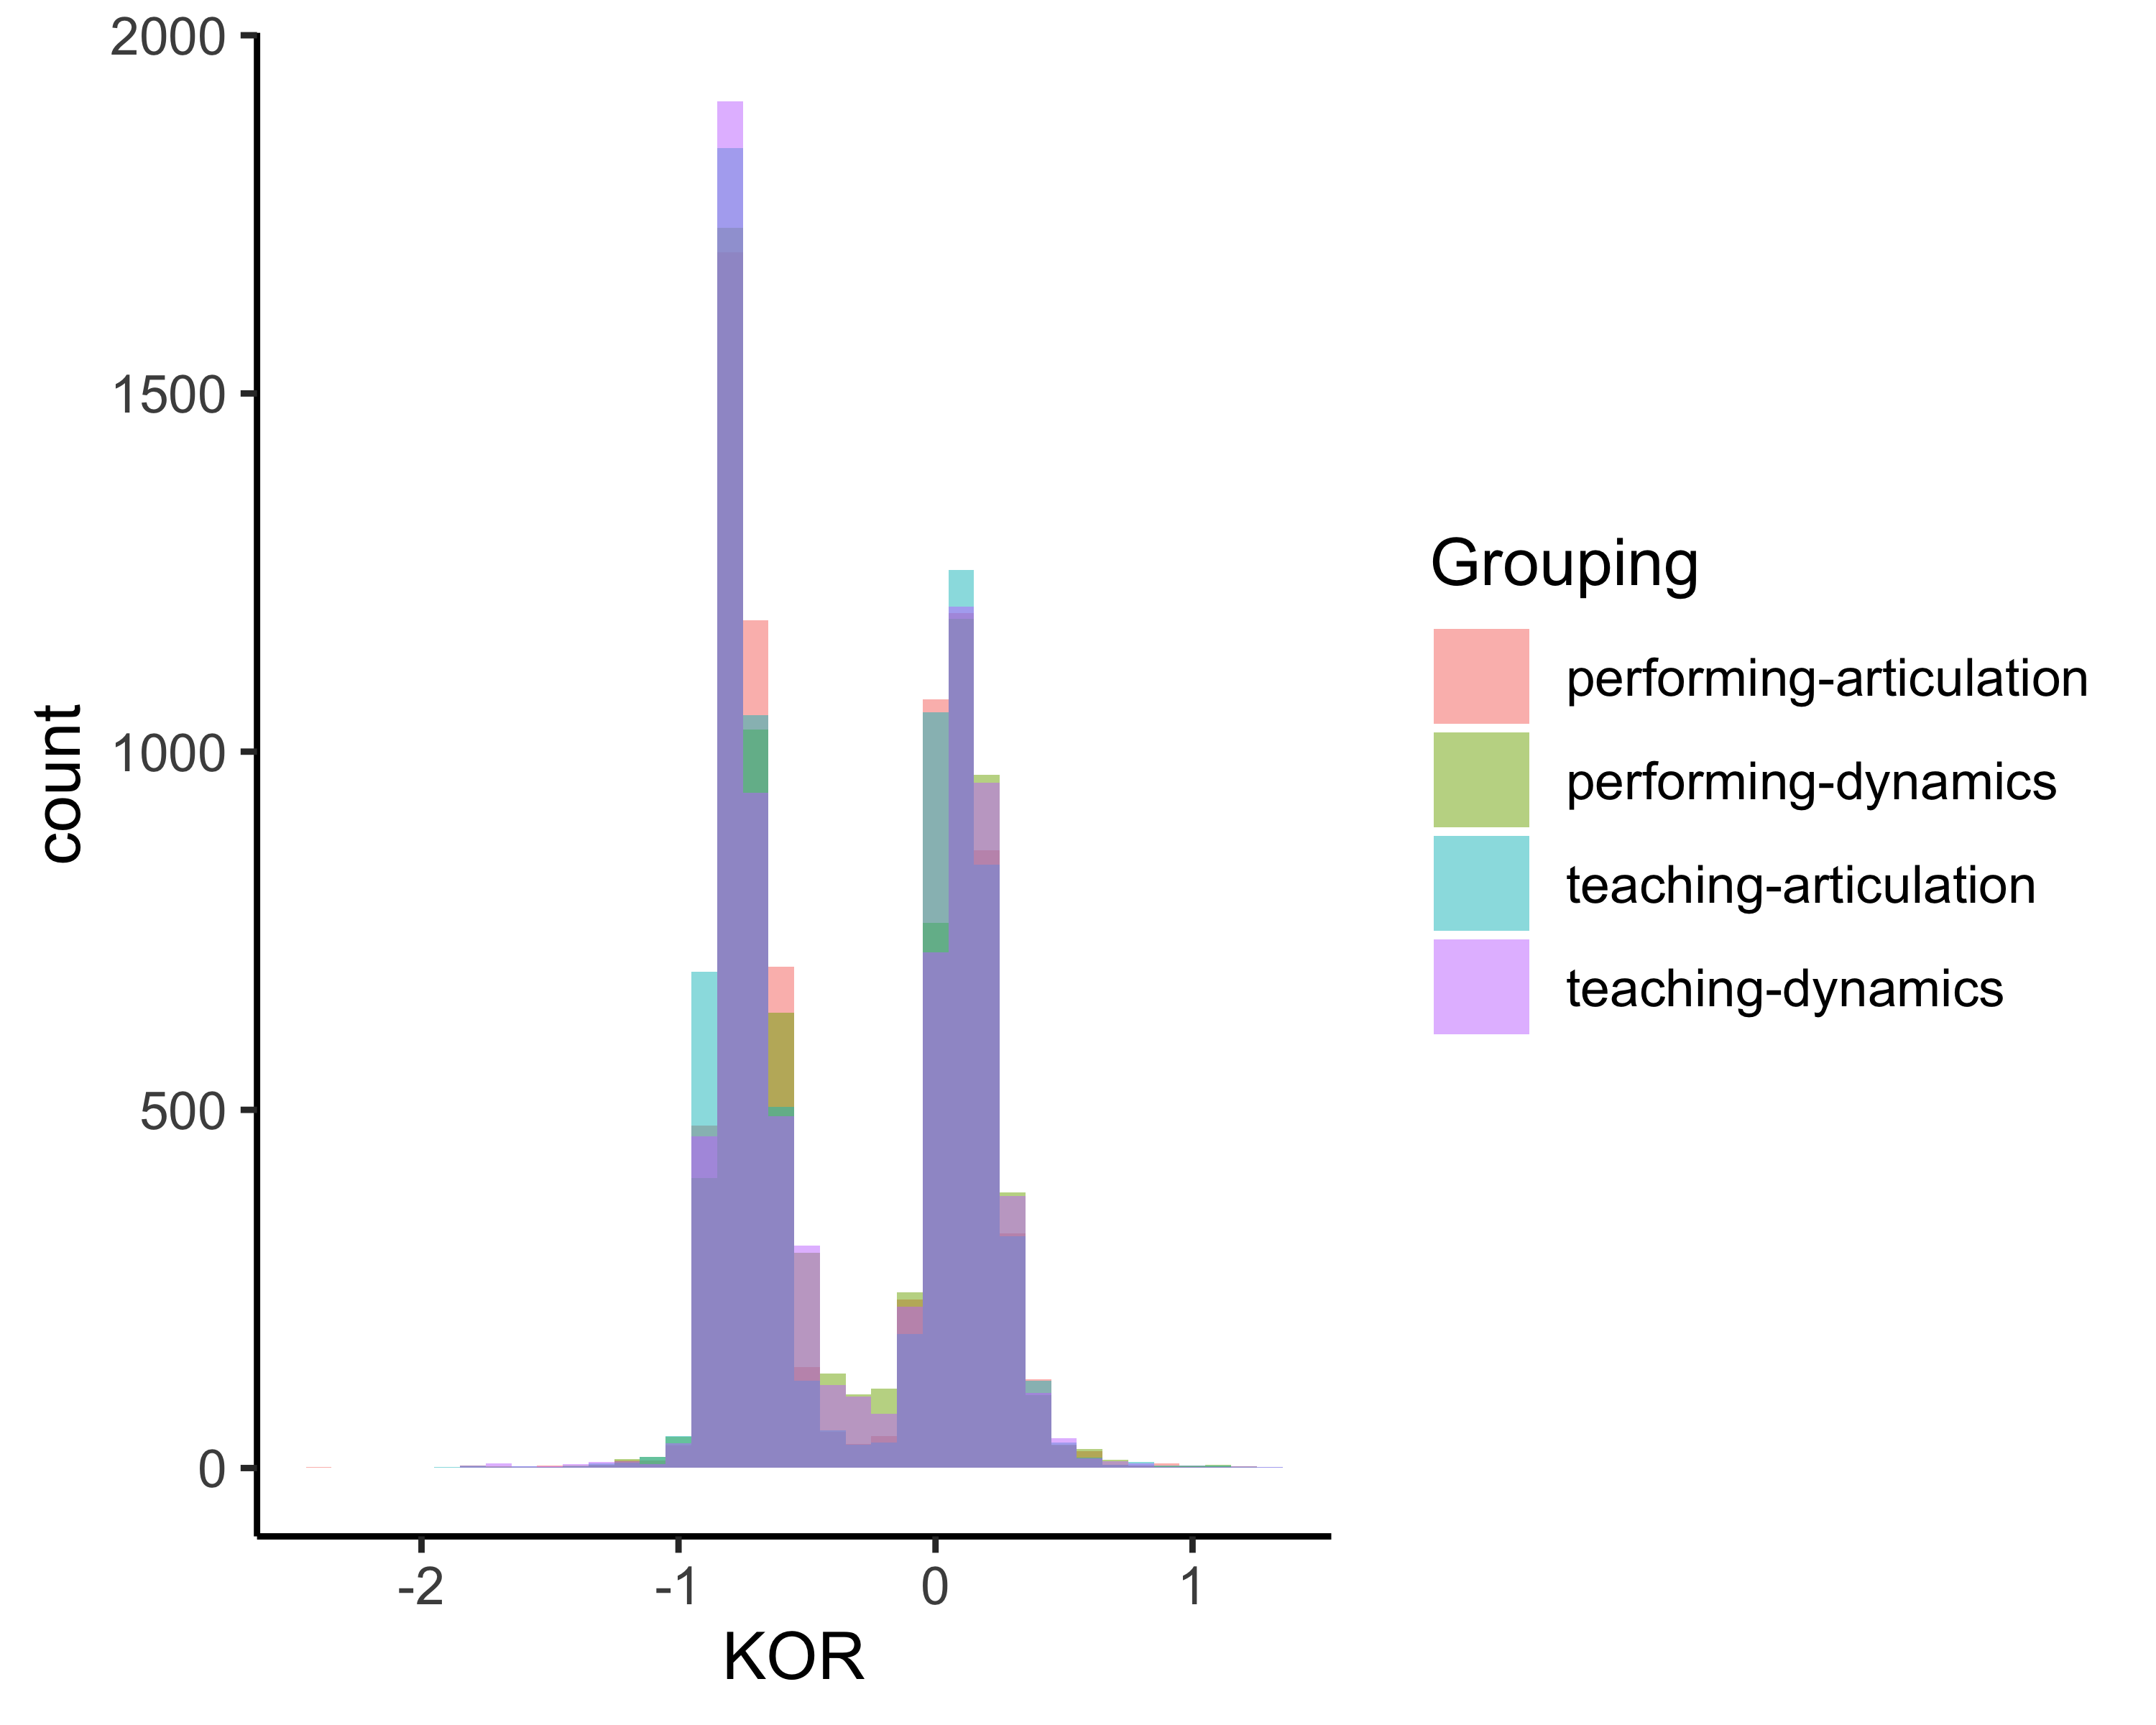 2000
1500
1000
500
0
count
-2
-1
0
1
KOR
Grouping
performing-articulation
performing-dynamics
teaching-articulation
teaching-dynamics